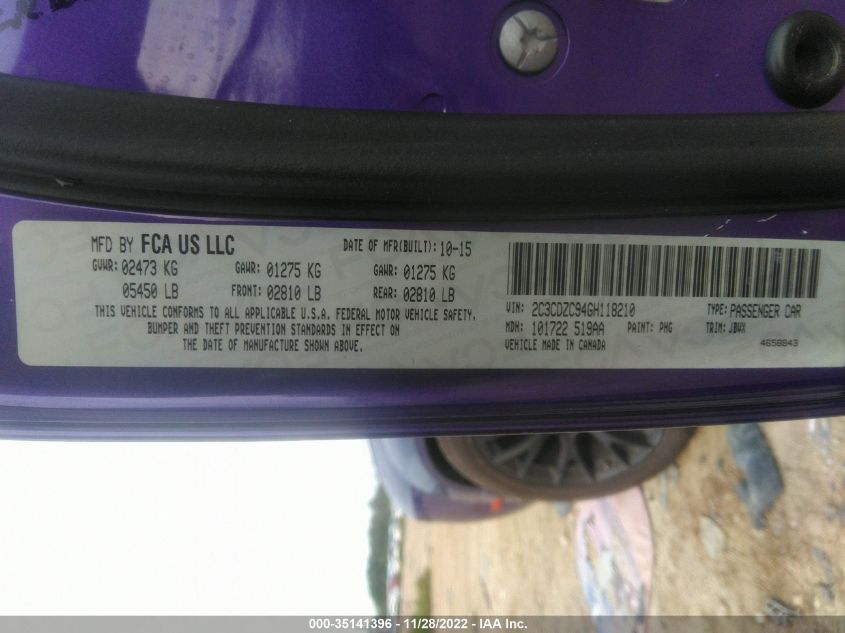 MFD BY FCA US LLC DATE OF MFR(BUILT): 10-15
GVWR: 02473 KG GAWR: 01275 KG GAWR: 01275 KG
05450 LB FRONT: 02810 LB REAR: 02810 LB
THIS VEHICLE CONFORMS TO ALL APPLICABLE U.S.A. FEDERAL MOTOR VEHICLE SAFETY,
BUMPER AND THEFT PREVENTION STANDARDS IN EFFECT ON
THE DATE OF MANUFACTURE SHOWN ABOVE.
VIN: 2C3CDZC94GH118210 TYPE: PASSENGER CAR
MDH: 101722 519AA PAINT: PHG TRIM: JBWX
VEHICLE MADE IN CANADA 4658843
000-35141396 - 11/28/2022 - IAA Inc.